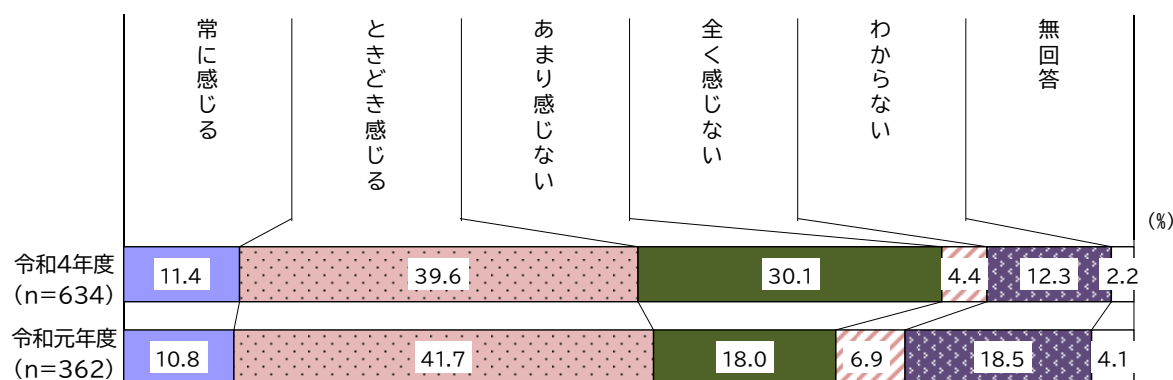 常に感じる
ときどき感じる
あまり感じない
全く感じない
わからない
無回答
(%)
令和4年度
(n=634)
11.4
39.6
30.1
4.4
12.3
2.2
令和元年度
(n=362)
10.8
41.7
18.0
6.9
18.5
4.1